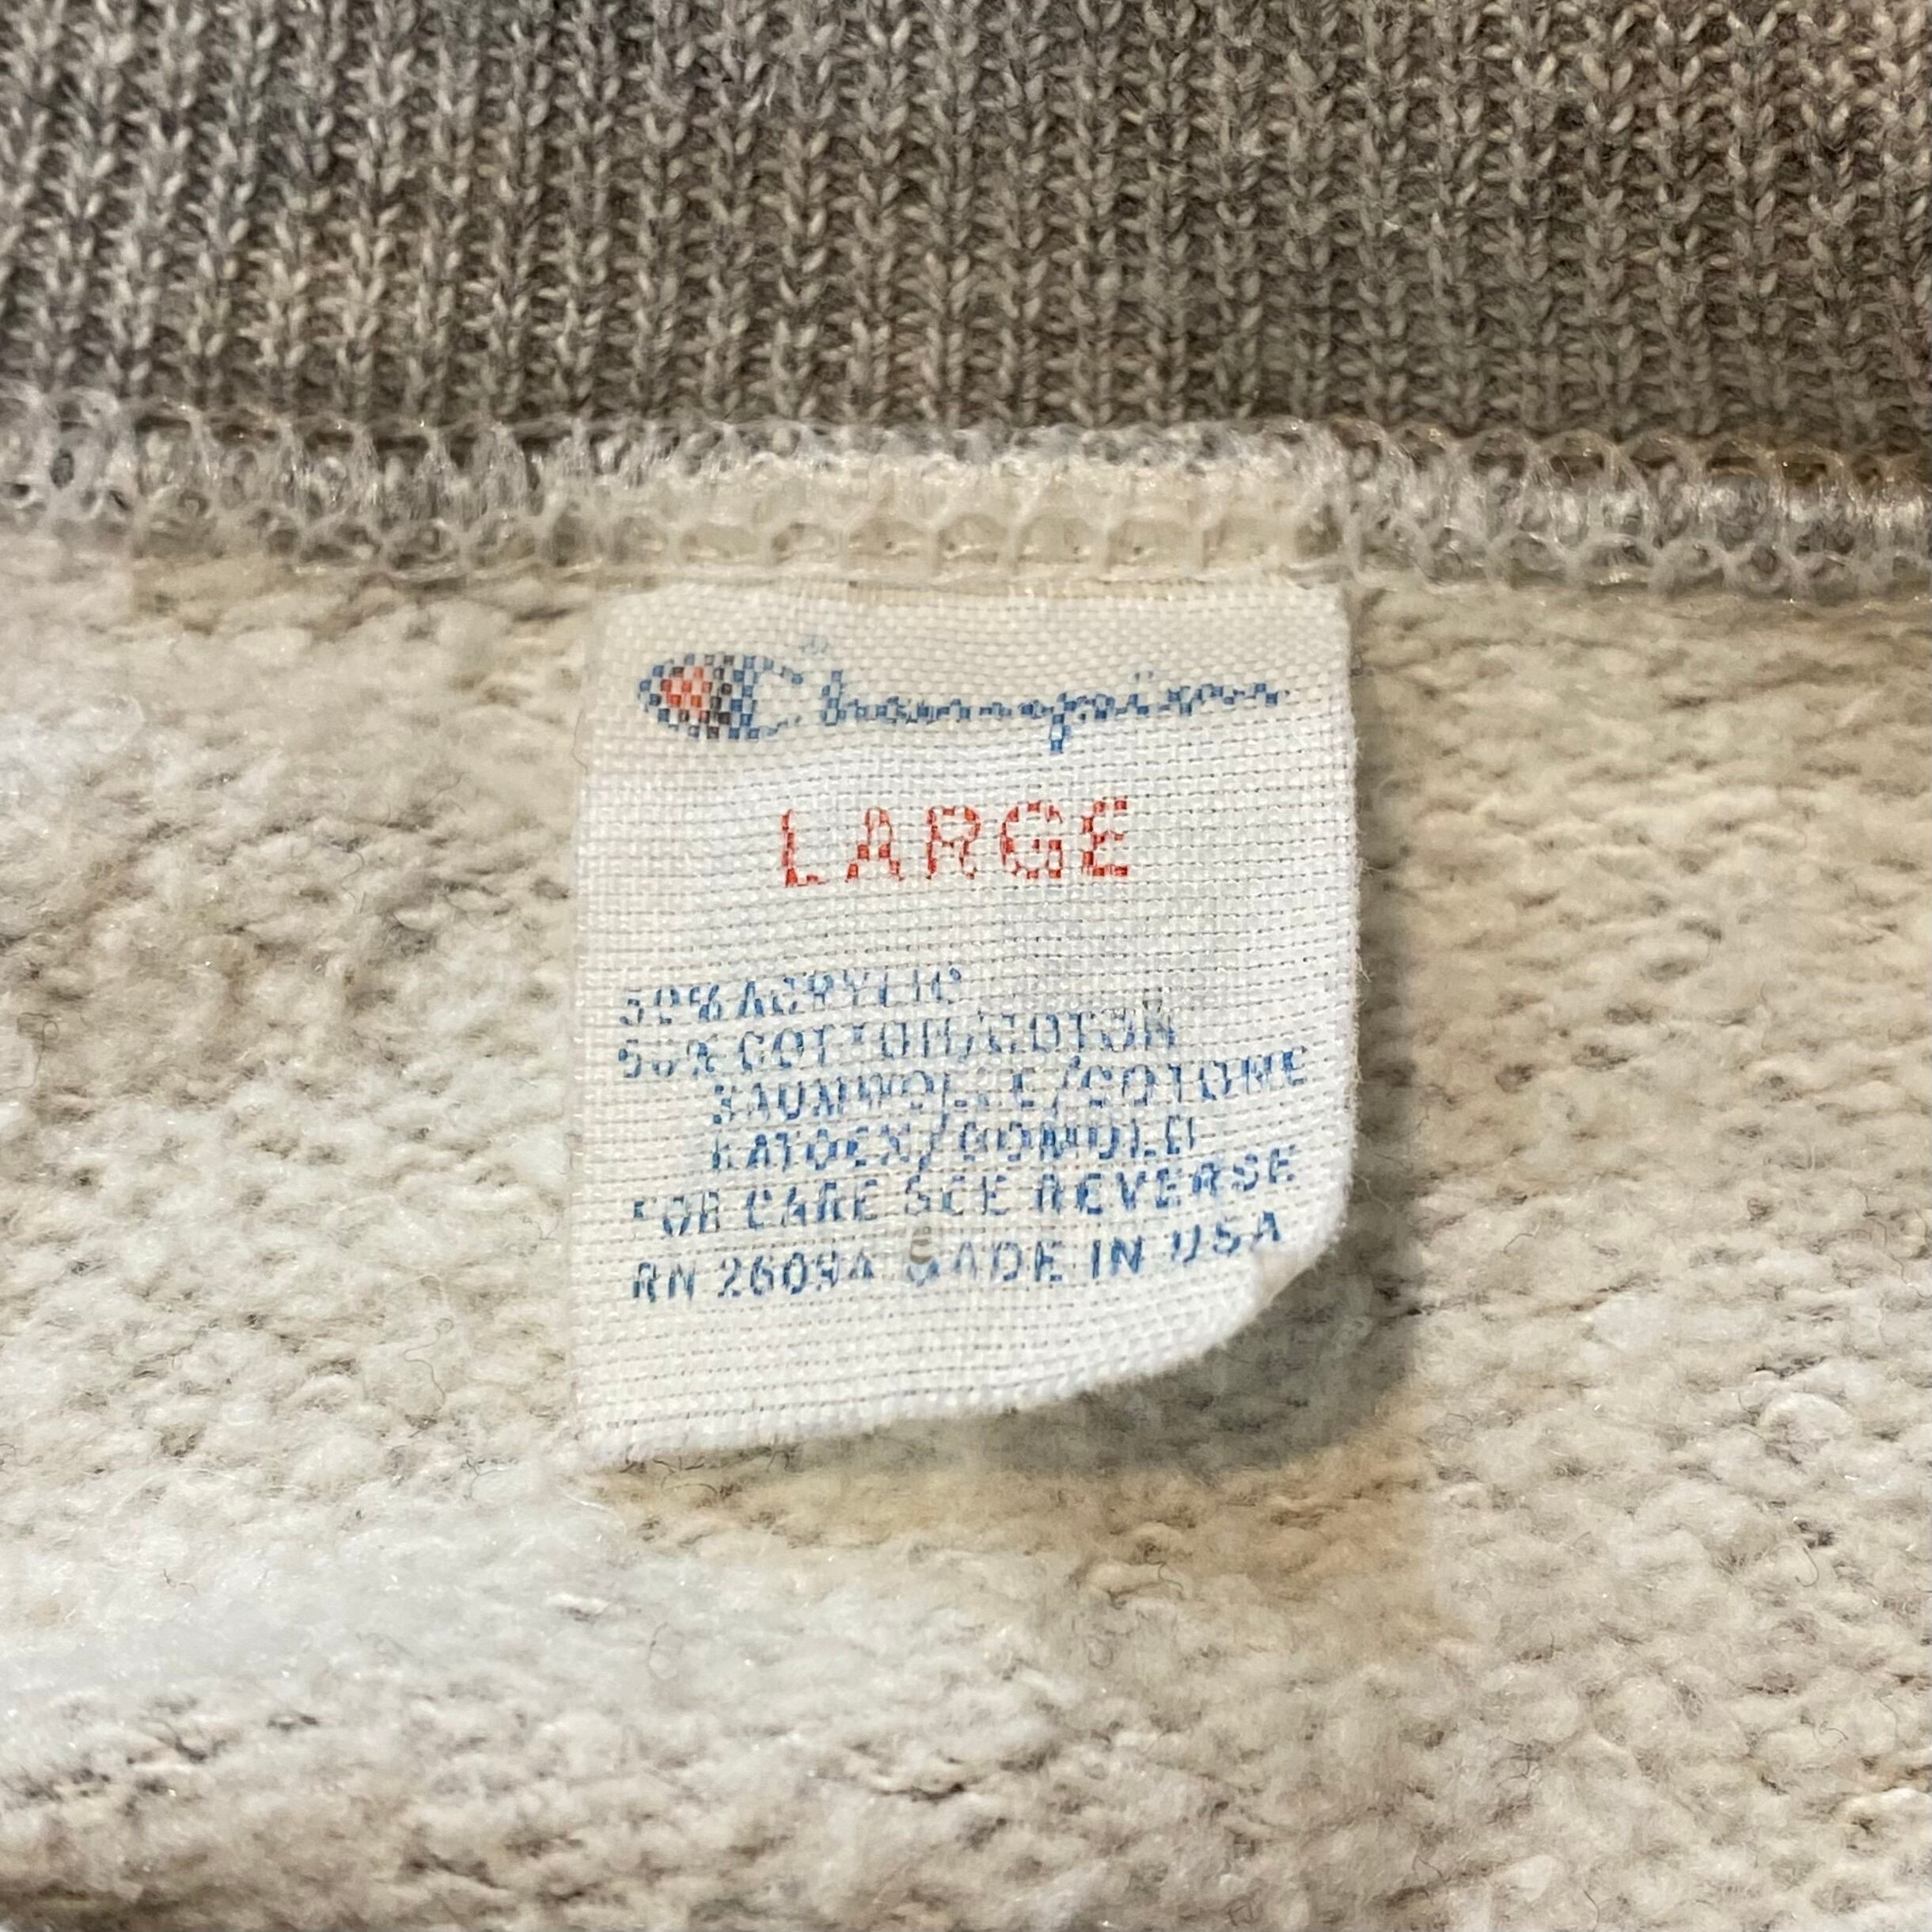 Champion
LARGE
50% ACRYLIC
50% COTTON/COTON
BAUMWOLLE/COTONE
KATOEN/
FOR CARE SEE REVERSE
RN 26094 MADE IN USA